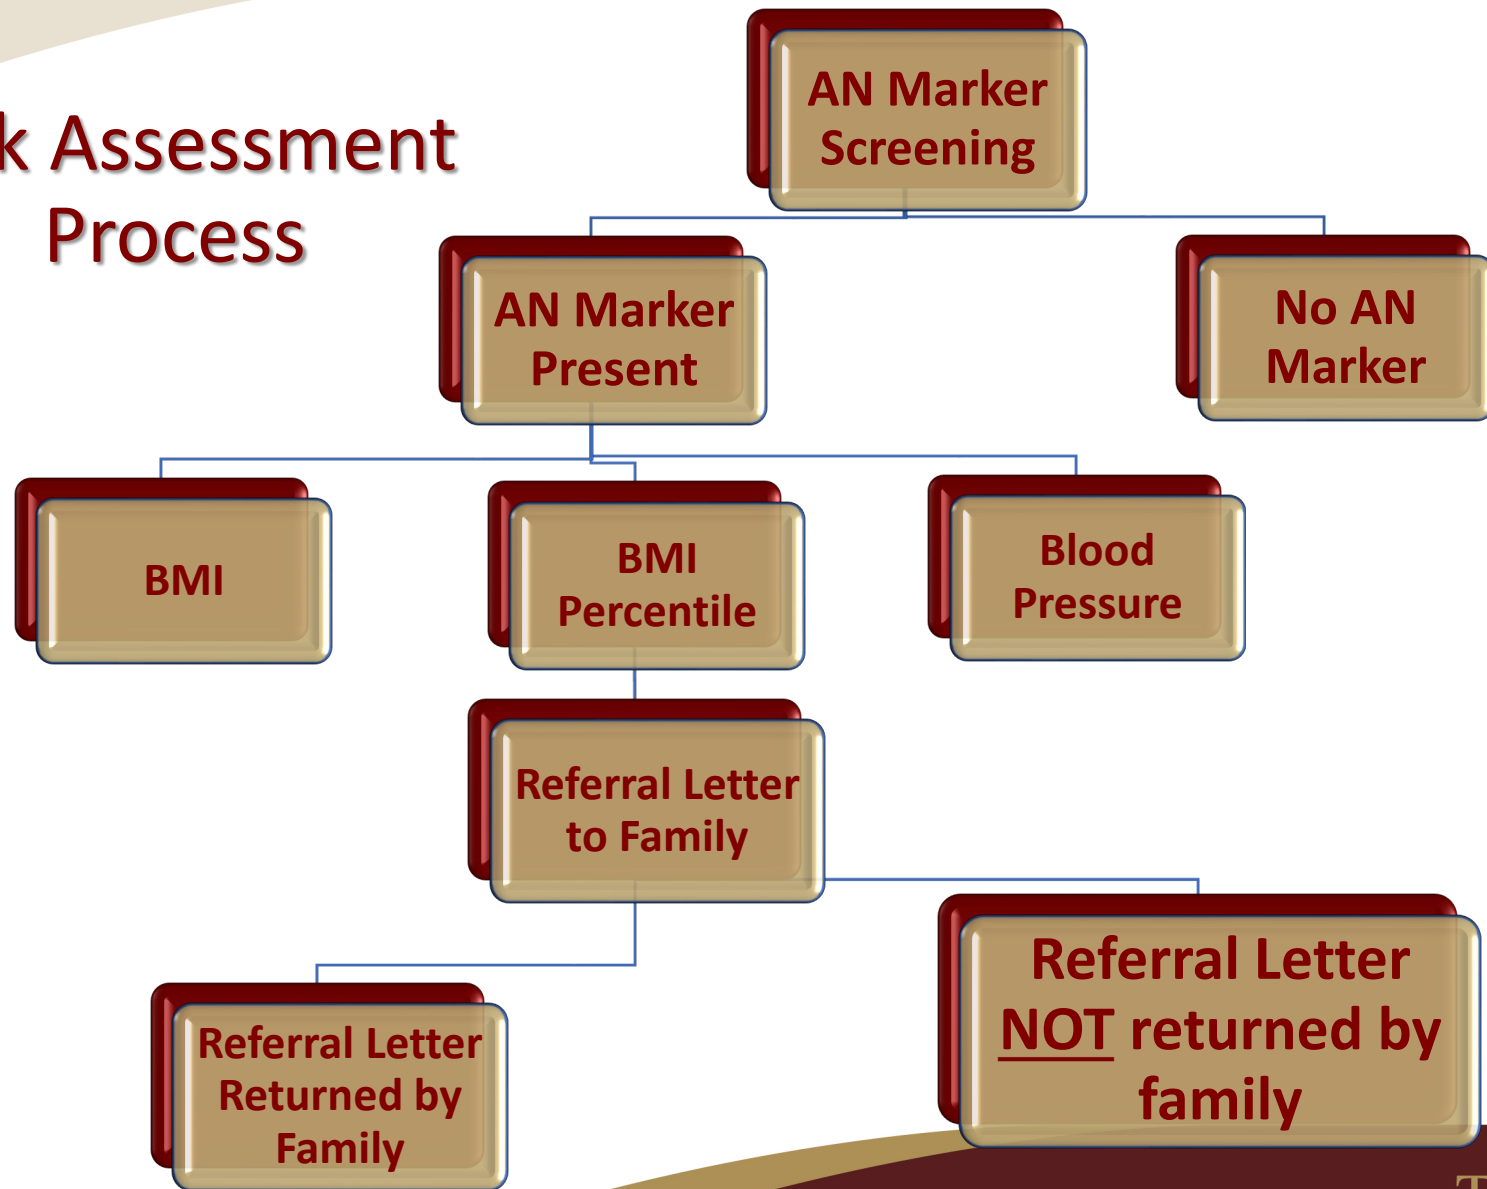 k Assessment
Process
AN Marker
Screening
AN Marker
Present
No AN
Marker
BMI
BMI
Percentile
Blood
Pressure
Referral Letter
to Family
Referral Letter
Returned by
Family
Referral Letter
NOT returned by
family